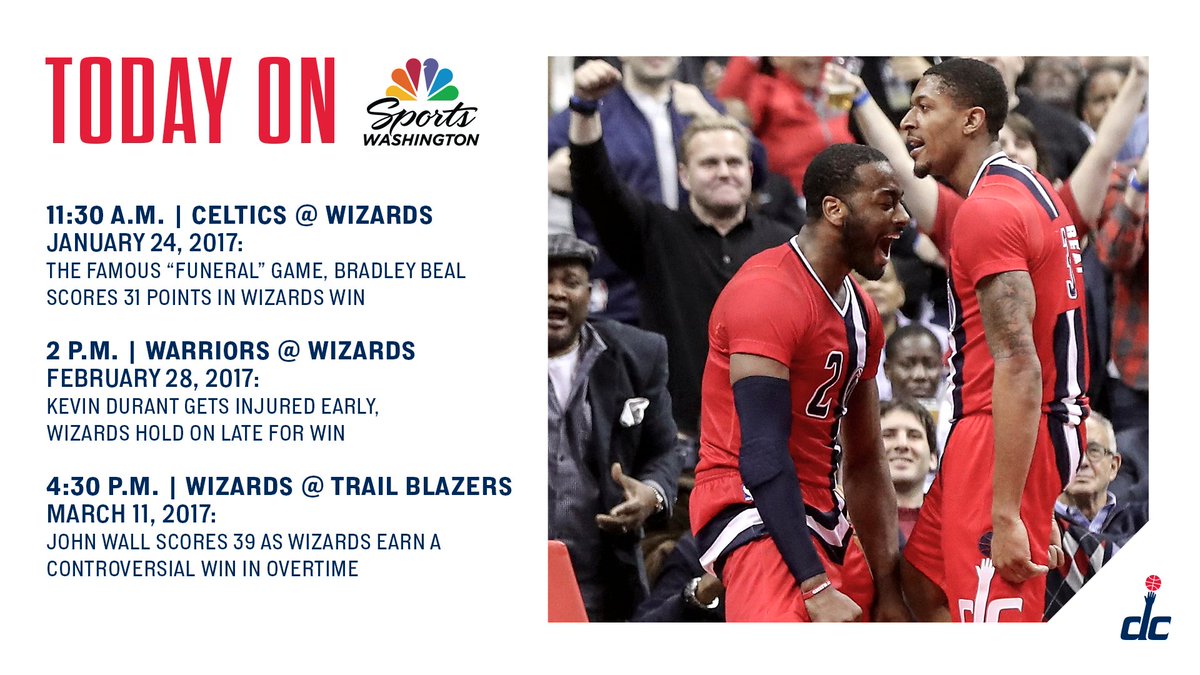 TODAY ON
Sports
WASHINGTON
11:30 A.M. | CELTICS @ WIZARDS
JANUARY 24, 2017:
THE FAMOUS “FUNERAL” GAME, BRADLEY BEAL
SCORES 31 POINTS IN WIZARDS WIN
2 P.M. | WARRIORS @ WIZARDS
FEBRUARY 28, 2017:
KEVIN DURANT GETS INJURED EARLY,
WIZARDS HOLD ON LATE FOR WIN
4:30 P.M. | WIZARDS @ TRAIL BLAZERS
MARCH 11, 2017:
JOHN WALL SCORES 39 AS WIZARDS EARN A
CONTROVERSIAL WIN IN OVERTIME
2
3
dc
dc